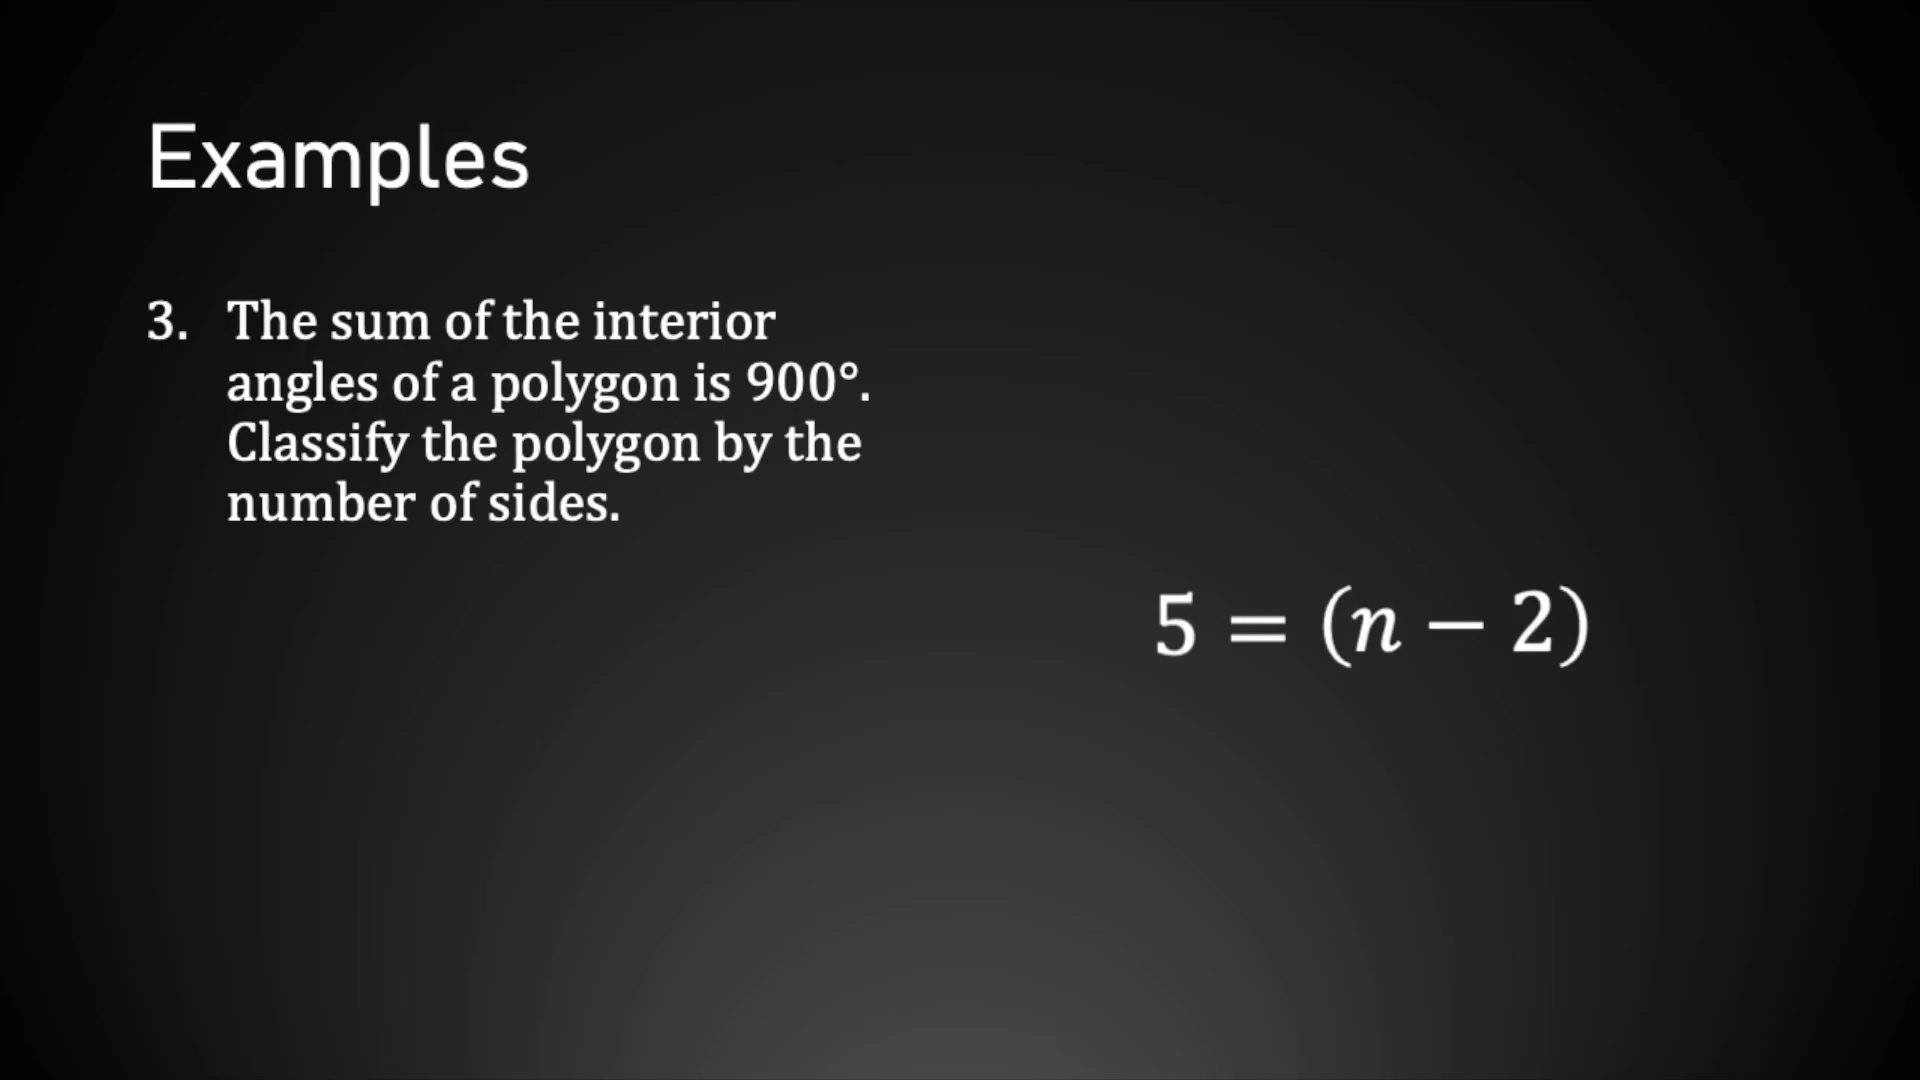 Examples
3. The sum of the interior
angles of a polygon is 900°.
Classify the polygon by the
number of sides.
5 = (n − 2)